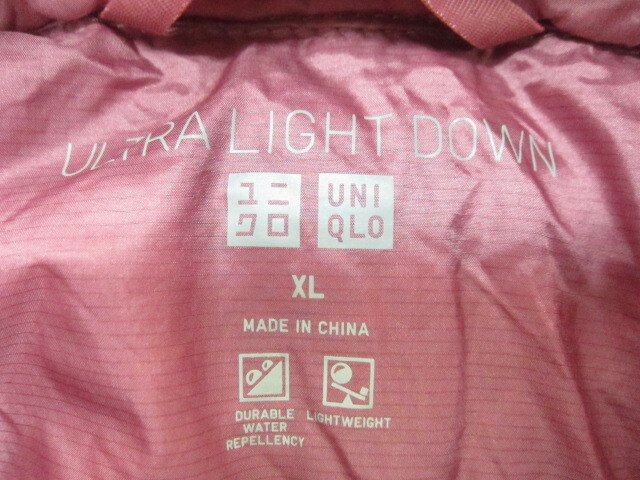 ULTRA LIGHT DOWN
ユニ
クロ
UNI
QLO
XL
MADE IN CHINA
DURABLE
WATER
REPELLENCY
LIGHTWEIGHT